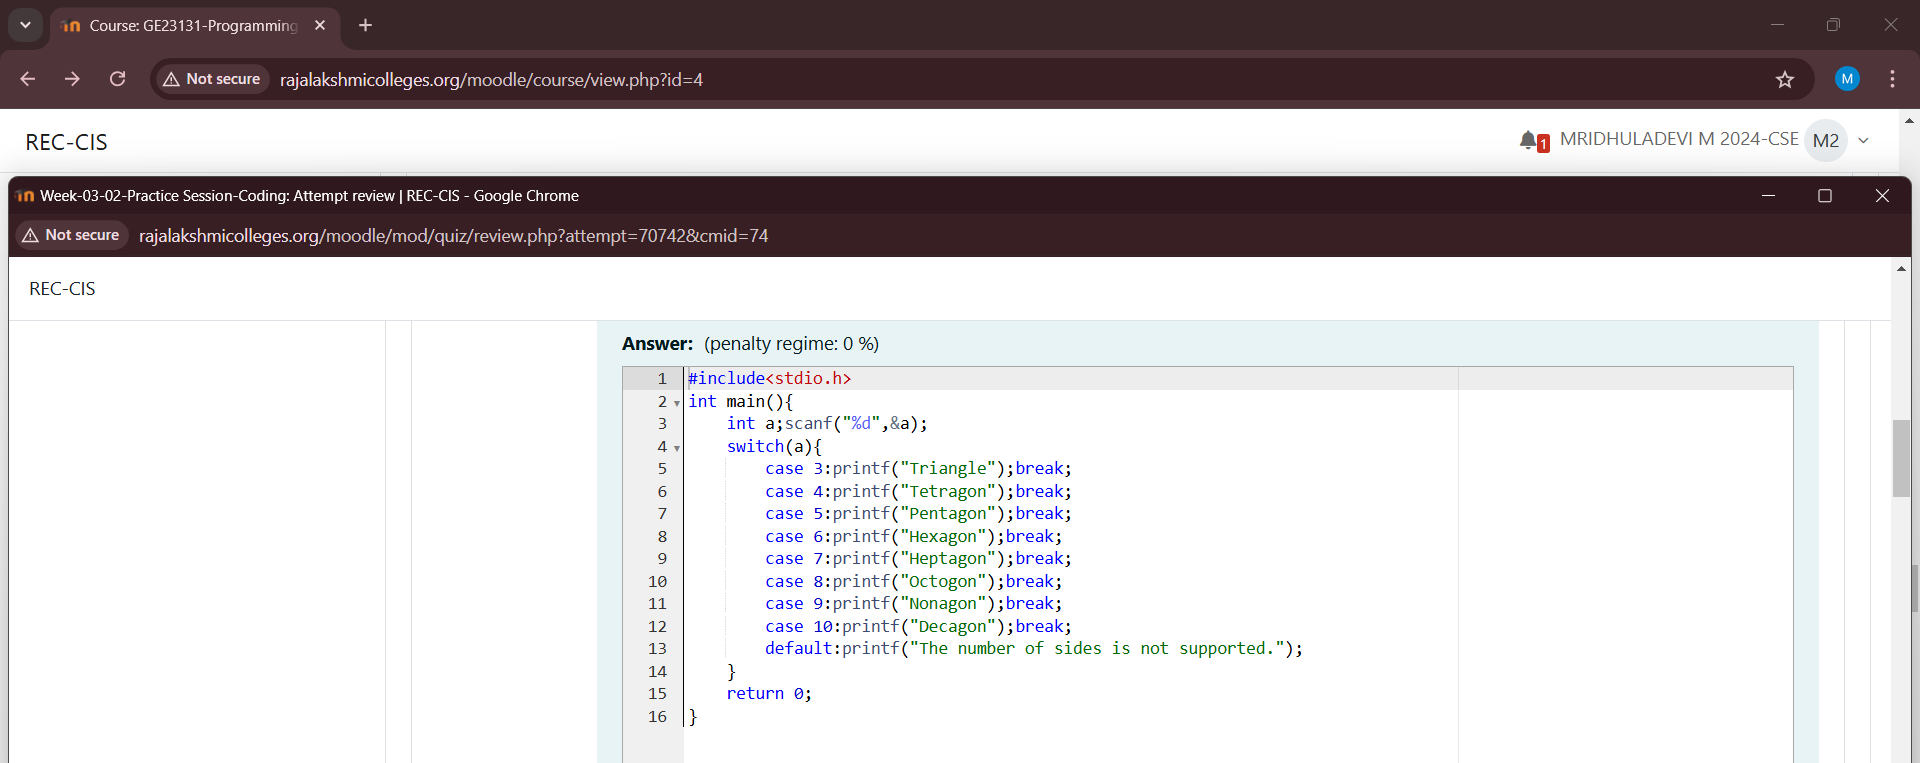 Course: GE23131-Programming
Not secure rajalakshmicolleges.org/moodle/course/view.php?id=4 M
REC-CIS 1 MRIDHULADEVI M 2024-CSE M2
Week-03-02-Practice Session-Coding: Attempt review | REC-CIS - Google Chrome
Not secure rajalakshmicolleges.org/moodle/mod/quiz/review.php?attempt=70742&cmid=74
REC-CIS
Answer: (penalty regime: 0 %)
1 #include<stdio.h>
2 int main(){
3 int a;scanf("%d",&a);
4 switch(a){
5 case 3:printf("Triangle");break;
6 case 4:printf("Tetragon");break;
7 case 5:printf("Pentagon");break;
8 case 6:printf("Hexagon");break;
9 case 7:printf("Heptagon");break;
10 case 8:printf("Octogon");break;
11 case 9:printf("Nonagon");break;
12 case 10:printf("Decagon");break;
13 default:printf("The number of sides is not supported.");
14 }
15 return 0;
16 }